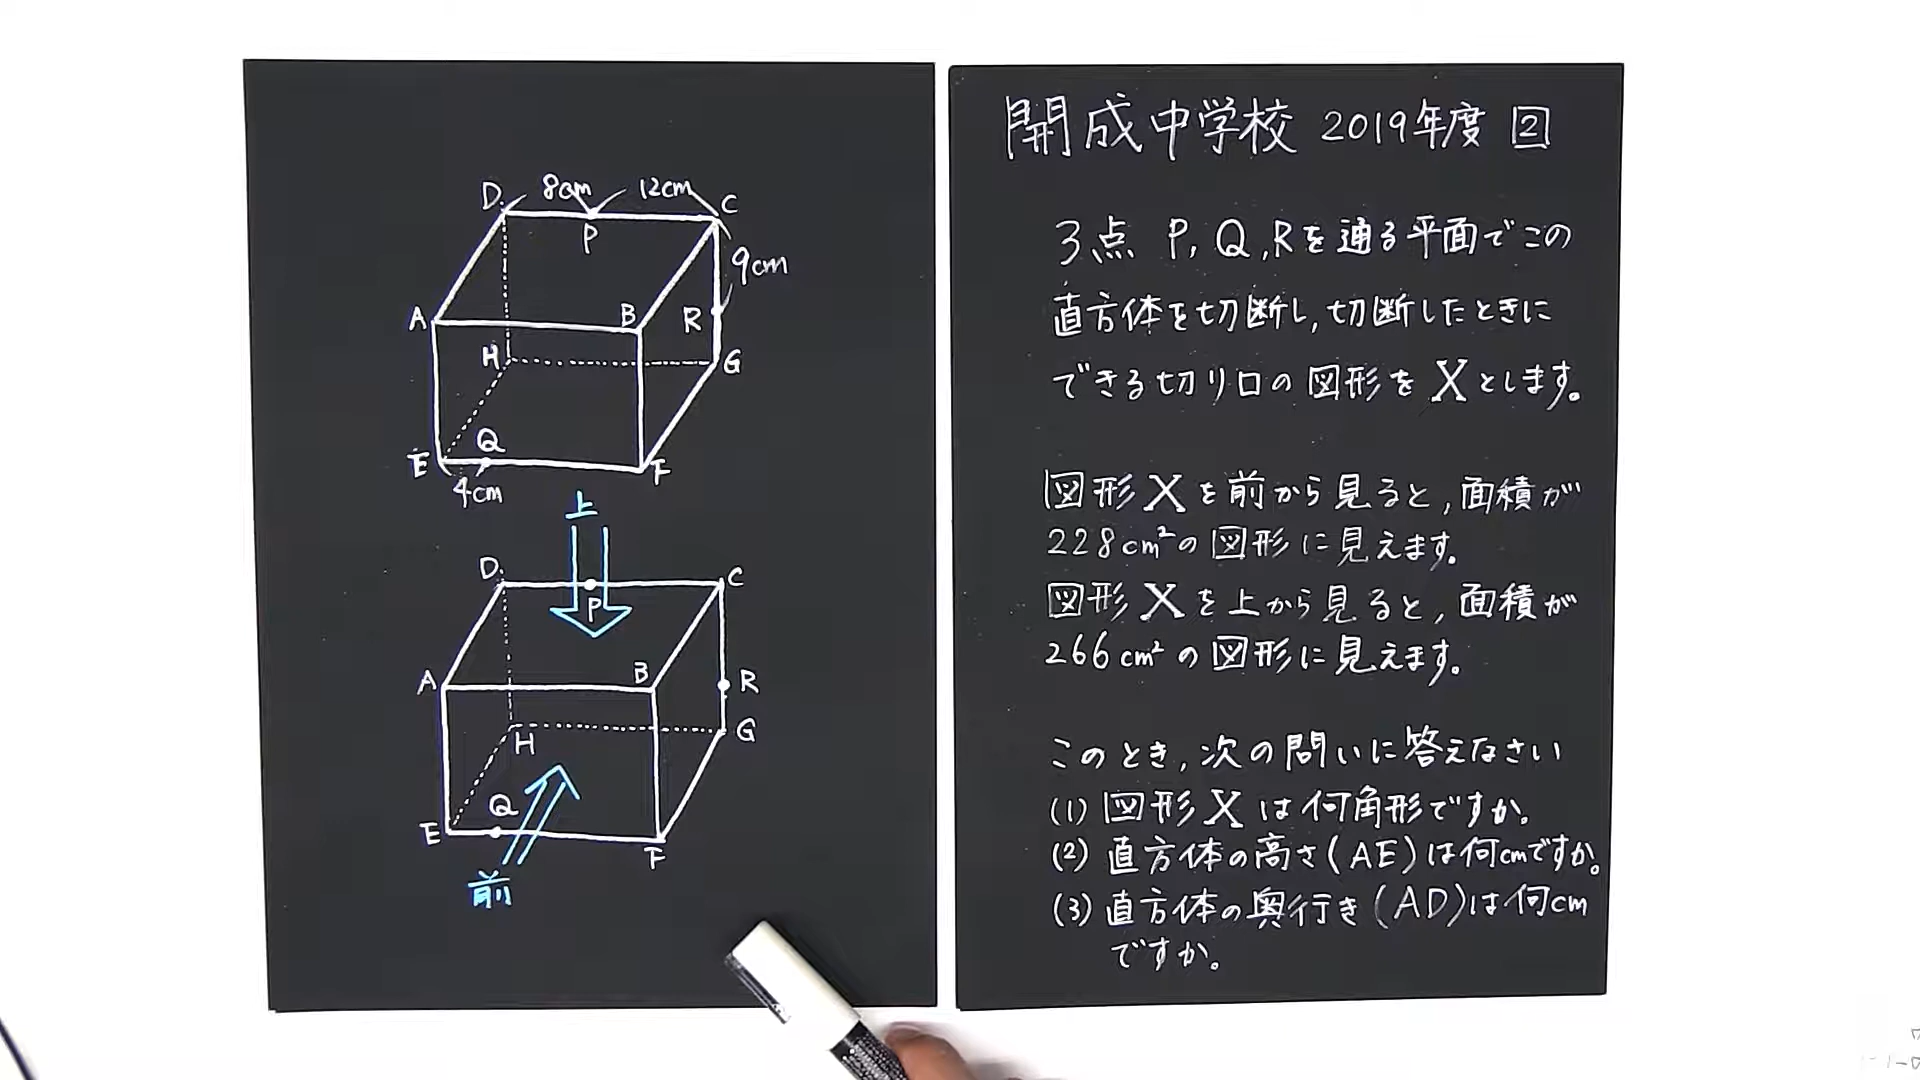 D 8cm 12cm C
P
9cm
A B R
H G
Q
E F
4cm
上
D C
P
A B R
H G
Q
E F
前
開成中学校 2019年度 2
3点 P, Q, Rを通る平面でこの
直方体を切断し, 切断したときに
できる切り口の図形を Xとします。
図形 X を前から見ると, 面積が
228cm²の図形に見えます。
図形 X を上から見ると, 面積が
266cm²の図形に見えます。
このとき, 次の問いに答えなさい
(1) 図形 X は何角形ですか。
(2) 直方体の高さ(AE)は何cmですか。
(3) 直方体の奥行き(AD)は何cm
ですか。